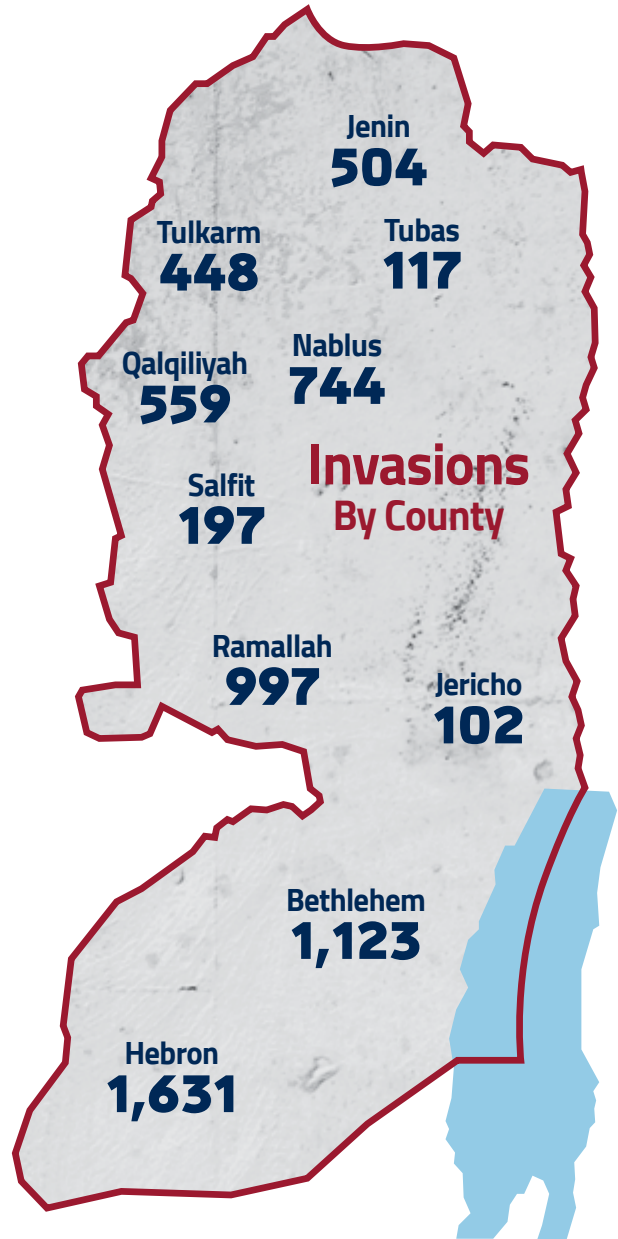 Jenin
504
Tulkarm
448
Tubas
117
Nablus
744
Qalqiliyah
559
Invasions
By County
Salfit
197
Ramallah
997
Jericho
102
Bethlehem
1,123
Hebron
1,631